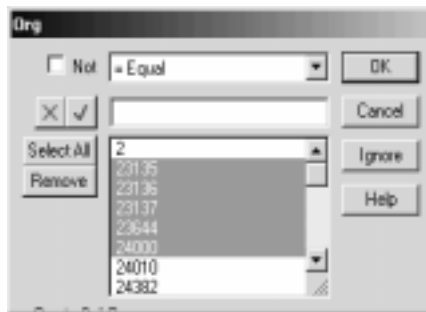 Org
Not = Equal OK
Cancel
Select All
Remove
Ignore
Help
2
23135
23136
23137
23644
24000
24010
24382